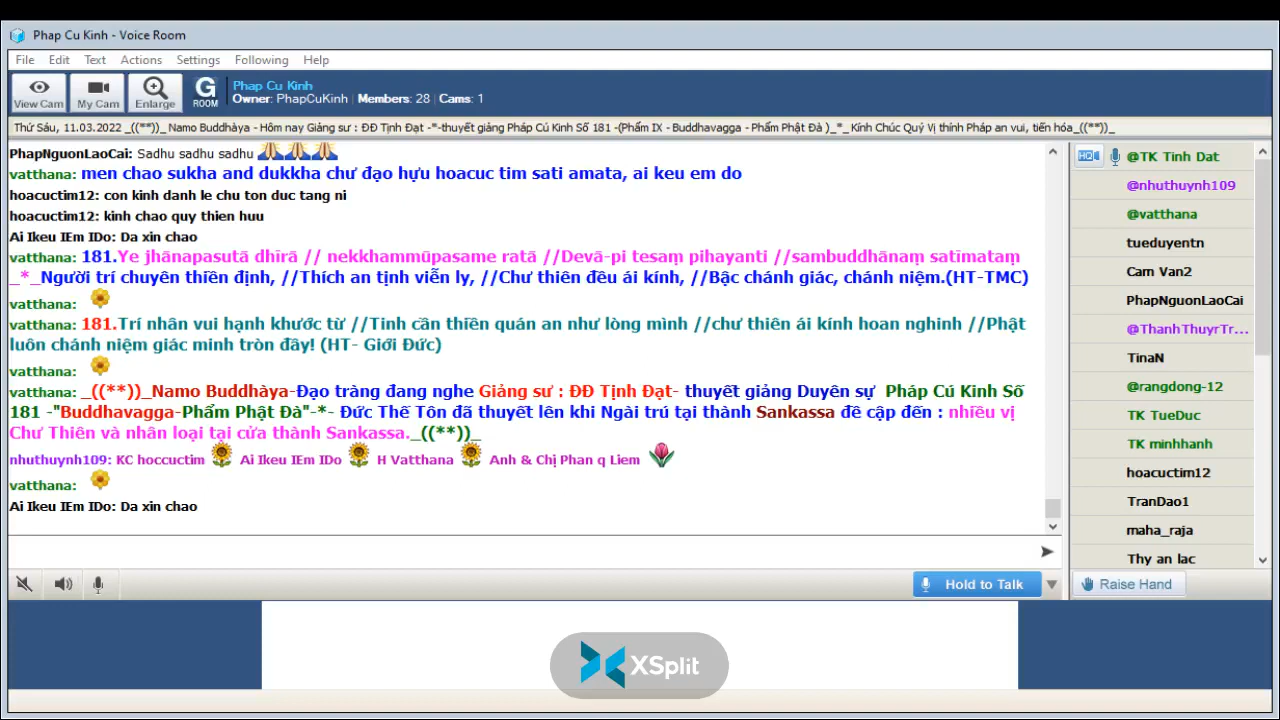 Phap Cu Kinh - Voice Room
File Edit Text Actions Settings Following Help
View Cam My Cam Enlarge G ROOM
Phap Cu Kinh
Owner: PhapCuKinh | Members: 28 | Cams: 1
Thứ Sáu, 11.03.2022 _((**))_ Namo Buddhàya - Hôm nay Giảng sư : ĐĐ Tịnh Đạt -*-thuyết giảng Pháp Cú Kinh Số 181 -(Phẩm IX - Buddhavagga - Phẩm Phật Đà )_*_ Kính Chúc Quý Vị thính Pháp an vui, tiến hóa_((**))_
PhapNguonLaoCai: Sadhu sadhu sadhu
vatthana: men chao sukha and dukkha chư đạo hựu hoacuc tim sati amata, ai keu em do
hoacuctim12: con kinh danh le chu ton duc tang ni
hoacuctim12: kinh chao quy thien huu
Ai Ikeu IEm IDo: Da xin chao
vatthana: 181.Ye jhānapasutā dhīrā // nekkhammūpasame ratā //Devā-pi tesaṃ pihayanti //sambuddhānaṃ satīmataṃ
_*_Người trí chuyên thiền định, //Thích an tịnh viễn ly, //Chư thiên đều ái kính, //Bậc chánh giác, chánh niệm.(HT-TMC)
vatthana:
vatthana: 181.Trí nhân vui hạnh khước từ //Tinh cần thiền quán an như lòng mình //chư thiên ái kính hoan nghinh //Phật
luôn chánh niệm giác minh tròn đầy! (HT- Giới Đức)
vatthana:
vatthana: _((**))_Namo Buddhàya-Đạo tràng đang nghe Giảng sư : ĐĐ Tịnh Đạt- thuyết giảng Duyên sự Pháp Cú Kinh Số
181 -"Buddhavagga-Phẩm Phật Đà"-*- Đức Thế Tôn đã thuyết lên khi Ngài trú tại thành Sankassa đề cập đến : nhiều vị
Chư Thiên và nhân loại tại cửa thành Sankassa._((**))_
nhuthuynh109: KC hoccuctim Ai Ikeu IEm IDo H Vatthana Anh & Chị Phan q Liem
vatthana:
Ai Ikeu IEm IDo: Da xin chao
HQ @TK Tinh Dat
@nhuthuynh109
@vatthana
tueduyentn
Cam Van2
PhapNguonLaoCai
@ThanhThuyrTr...
TinaN
@rangdong-12
TK TueDuc
TK minhhanh
hoacuctim12
TranDao1
maha_raja
Thy an lac
Hold to Talk
Raise Hand
XSplit